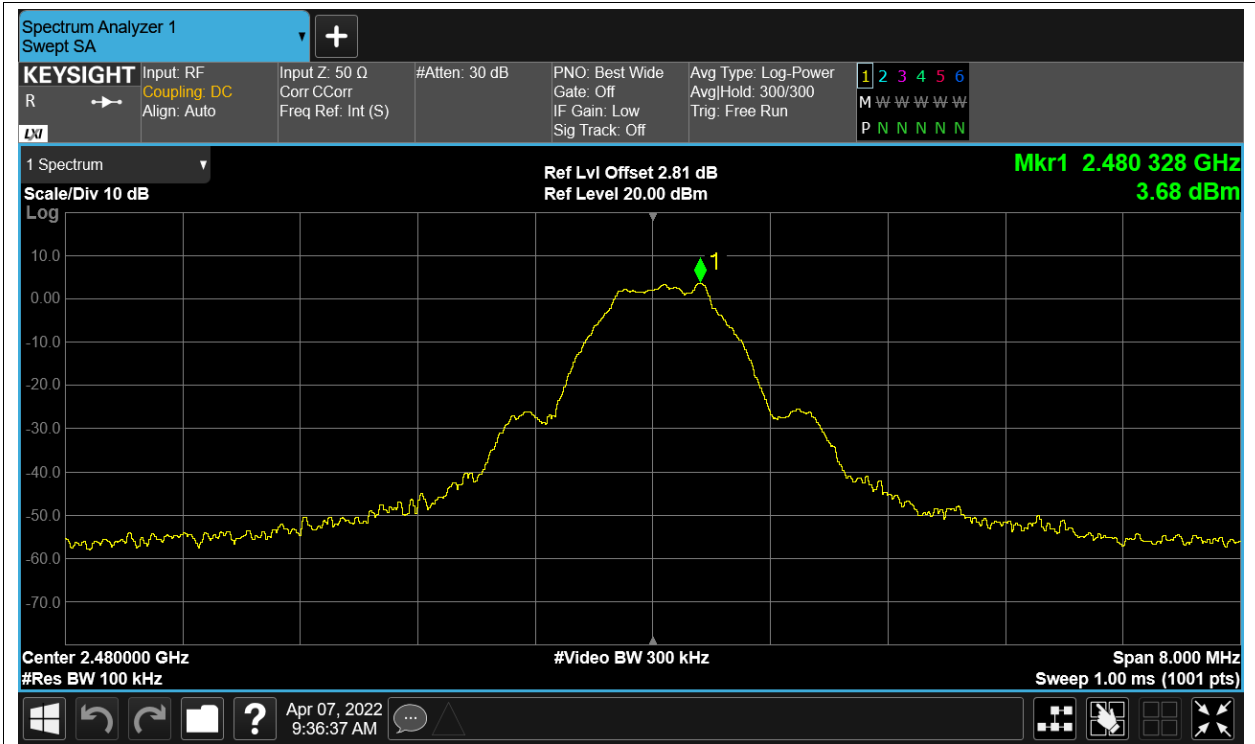 Spectrum Analyzer 1
Swept SA
KEYSIGHT
R
LXI
Input: RF
Coupling: DC
Align: Auto
Input Z: 50 Ω
Corr CCorr
Freq Ref: Int (S)
#Atten: 30 dB
PNO: Best Wide
Gate: Off
IF Gain: Low
Sig Track: Off
Avg Type: Log-Power
Avg|Hold: 300/300
Trig: Free Run
1 2 3 4 5 6
M W W W W W
P N N N N N
1 Spectrum
Scale/Div 10 dB
Log
Ref Lvl Offset 2.81 dB
Ref Level 20.00 dBm
Mkr1 2.480 328 GHz
3.68 dBm
1
10.0
0.00
-10.0
-20.0
-30.0
-40.0
-50.0
-60.0
-70.0
Center 2.480000 GHz
#Video BW 300 kHz
Span 8.000 MHz
#Res BW 100 kHz
Sweep 1.00 ms (1001 pts)
?
Apr 07, 2022
9:36:37 AM